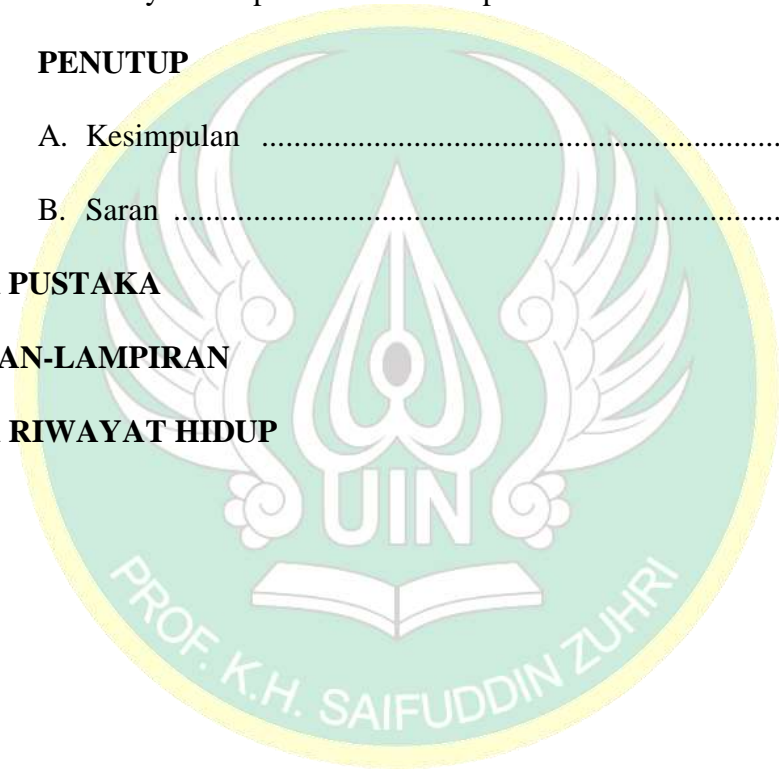 PENUTUP
A. Kesimpulan ................................................................
B. Saran ...........................................................................
PUSTAKA
AN-LAMPIRAN
RIWAYAT HIDUP
UIN
PROF. K.H. SAIFUDDIN ZUHRI